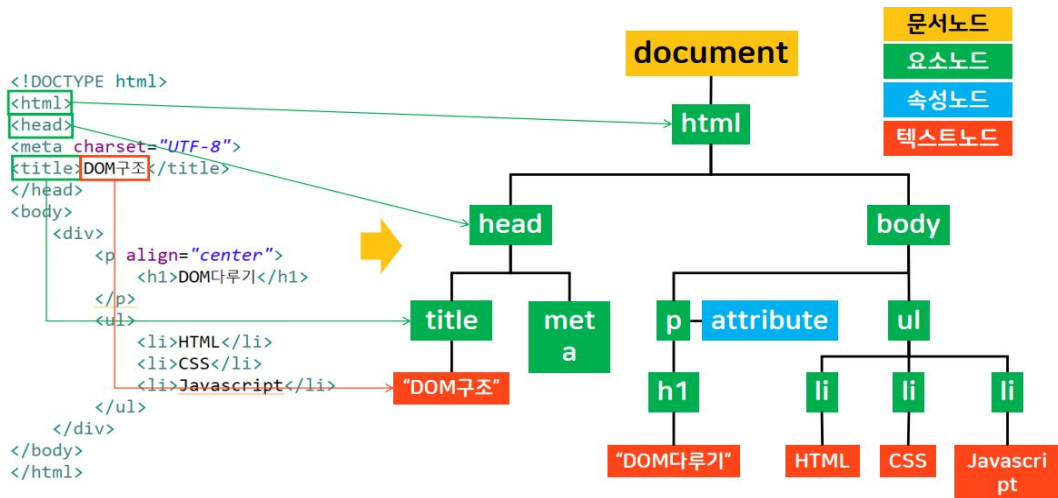 <!DOCTYPE html>
<html>
<head>
<meta charset="UTF-8">
<title>DOM구조</title>
</head>
<body>
<div>
<p align="center">
<h1>DOM다루기</h1>
</p>
<ul>
<li>HTML</li>
<li>CSS</li>
<li>Javascript</li>
</ul>
</div>
</body>
</html>
document
html
head
body
title
met
a
p
attribute
ul
"DOM구조"
h1
li
li
li
"DOM다루기"
HTML
CSS
Javascri
pt
문서노드
요소노드
속성노드
텍스트노드